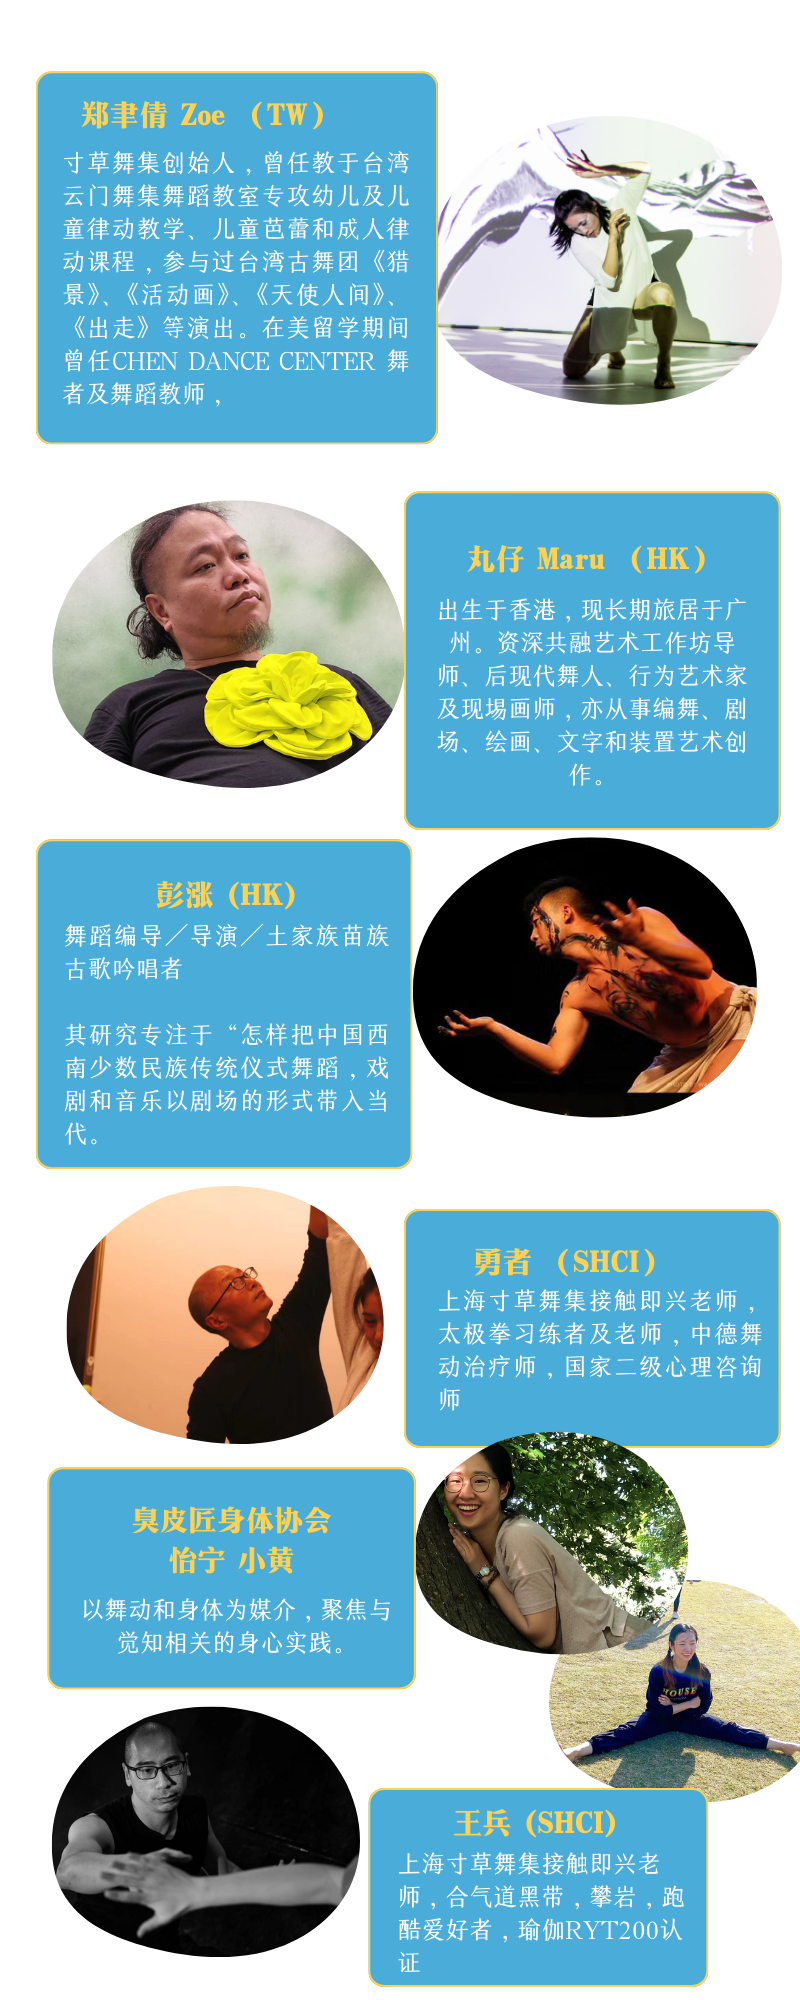 郑聿倩 Zoe （TW）
寸草舞集创始人，曾任教于台湾
云门舞集舞蹈教室专攻幼儿及儿
童律动教学、儿童芭蕾和成人律
动课程，参与过台湾古舞团《猎
景》、《活动画》、《天使人间》、
《出走》等演出。在美留学期间
曾任CHEN DANCE CENTER 舞
者及舞蹈教师，
丸仔 Maru （HK）
出生于香港，现长期旅居于广
州。资深共融艺术工作坊导
师、后现代舞人、行为艺术家
及现场画师，亦从事编舞、剧
场、绘画、文字和装置艺术创
作。
彭涨 (HK)
舞蹈编导／导演／土家族苗族
古歌吟唱者
其研究专注于“怎样把中国西
南少数民族传统仪式舞蹈，戏
剧和音乐以剧场的形式带入当
代。
勇者 （SHCI）
上海寸草舞集接触即兴老师，
太极拳习练者及老师，中德舞
动治疗师，国家二级心理咨询
师
臭皮匠身体协会
怡宁 小黄
以舞动和身体为媒介，聚焦与
觉知相关的身心实践。
HOUSE
王兵 (SHCI)
上海寸草舞集接触即兴老
师，合气道黑带，攀岩，跑
酷爱好者，瑜伽RYT200认
证